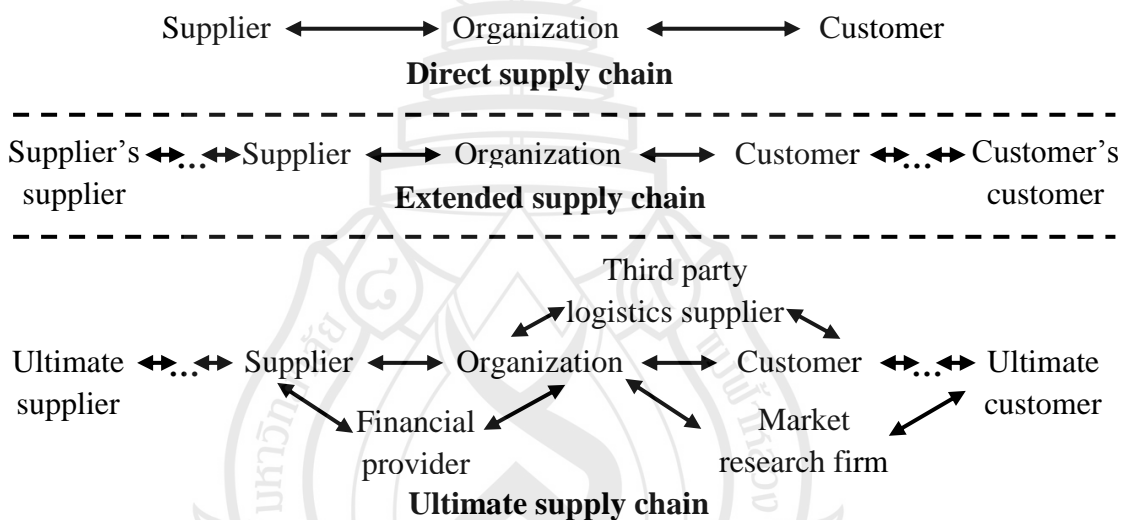 Supplier Organization Customer
Direct supply chain
Supplier's ... Supplier Organization Customer ... Customer's
supplier customer
Extended supply chain
Third party
logistics supplier
Ultimate ... Supplier Organization Customer ... Ultimate
supplier customer
Financial Market
provider research firm
Ultimate supply chain